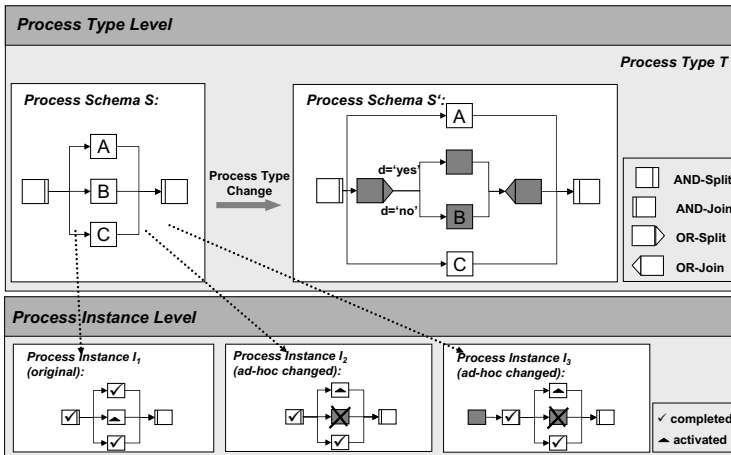 Process Type Level
Process Type T
Process Schema S:
Process Schema S‘:
A
B
C
Process Type
Change
A
d=‘yes’
d=‘no’
B
C
AND-Split
AND-Join
OR-Split
OR-Join
Process Instance Level
Process Instance I1
(original):
Process Instance I2
(ad-hoc changed):
Process Instance I3
(ad-hoc changed):
completed
activated